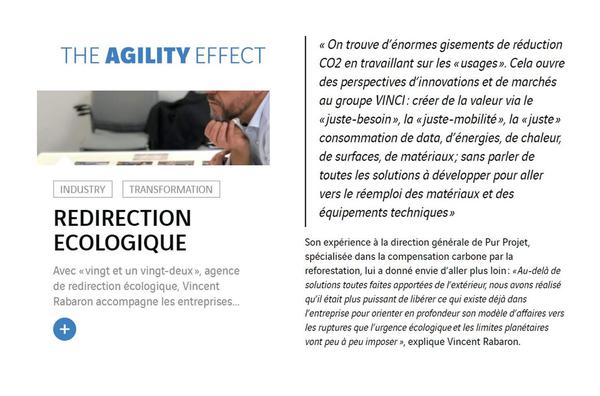 THE AGILITY EFFECT
INDUSTRY
TRANSFORMATION
REDIRECTION
ECOLOGIQUE
Avec « vingt et un vingt-deux », agence
de redirection écologique, Vincent
Rabaron accompagne les entreprises...
+
« On trouve d’énormes gisements de réduction
CO2 en travaillant sur les « usages ». Cela ouvre
des perspectives d’innovations et de marchés
au groupe VINCI : créer de la valeur via le
« juste-besoin », la « juste-mobilité », la « juste »
consommation de data, d’énergies, de chaleur,
de surfaces, de matériaux ; sans parler de
toutes les solutions à développer pour aller
vers le réemploi des matériaux et des
équipements techniques »
Son expérience à la direction générale de Pur Projet,
spécialisée dans la compensation carbone par la
reforestation, lui a donné envie d’aller plus loin : « Au-delà de
solutions toutes faites apportées de l’extérieur, nous avons réalisé
qu’il était plus puissant de libérer ce qui existe déjà dans
l’entreprise pour orienter en profondeur son modèle d’affaires vers
les ruptures que l’urgence écologique et les limites planétaires
vont peu à peu imposer », explique Vincent Rabaron.